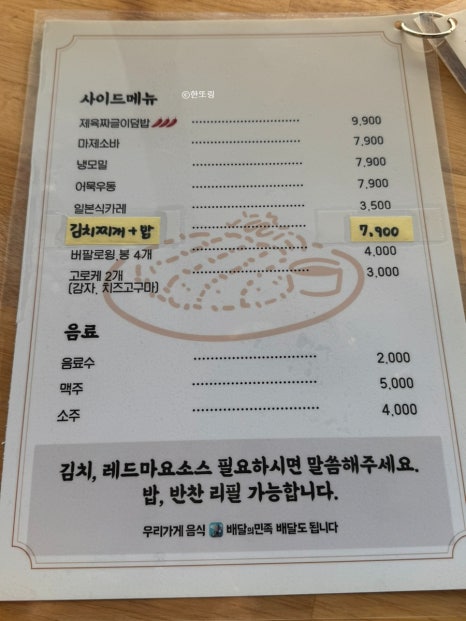 ⓒ한또링
사이드메뉴
제육짜글이덮밥 9,900
마제소바 7,900
냉모밀 7,900
어묵우동 7,900
일본식카레 3,500
김치찌개+밥 7,900
버팔로윙,봉 4개 4,000
고로케 2개 3,000
(감자, 치즈고구마)
음료
음료수 2,000
맥주 5,000
소주 4,000
김치, 레드마요소스 필요하시면 말씀해주세요.
밥, 반찬 리필 가능합니다.
우리가게 음식 배달의민족 배달도 됩니다